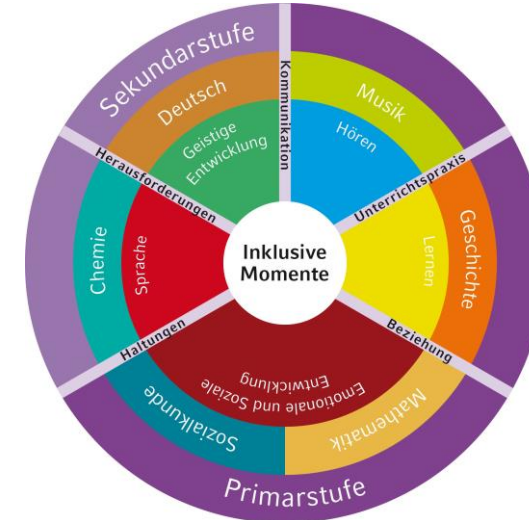 Sekundarstufe
Deutsch
Geistige
Entwicklung
Kommunikation
Musik
Hören
Herausforderungen
Unterrichtspraxis
Chemie
Sprache
Inklusive
Momente
Lernen
Geschichte
Haltungen
Beziehung
Emotionale und Soziale
Entwicklung
Sozialkunde
Mathematik
Primarstufe